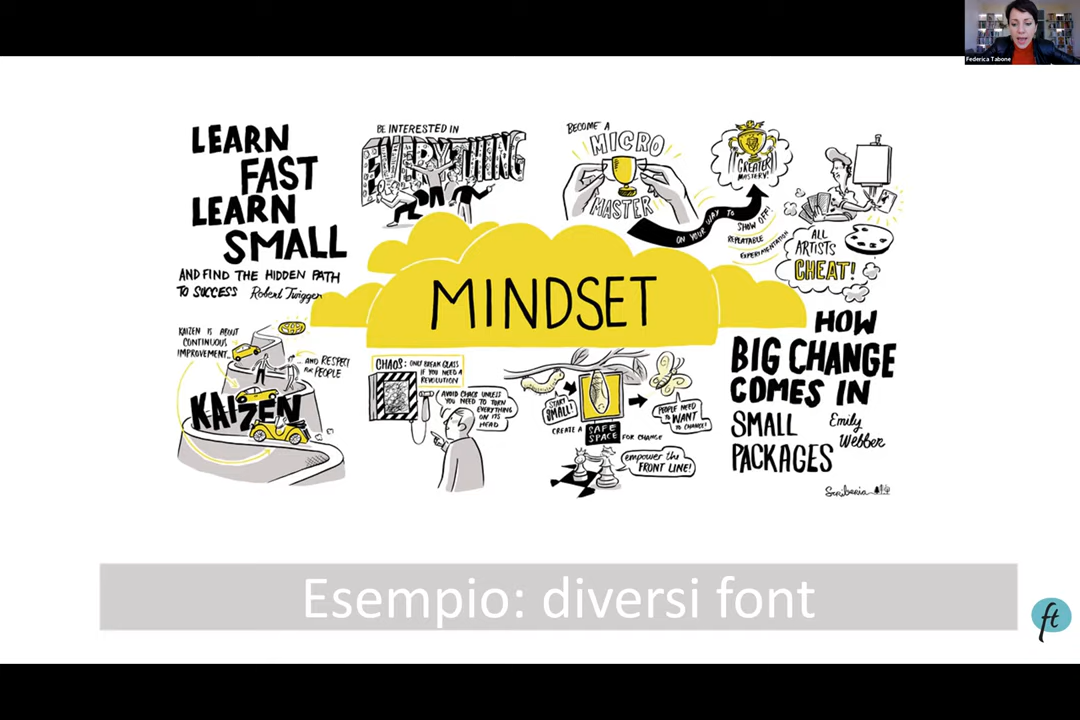 Federica Tabone
LEARN
FAST
LEARN
SMALL
AND FIND THE HIDDEN PATH
TO SUCCESS Robert Twigger
BE INTERESTED IN
EVERYTHING
BECOME A
MICRO
MASTER
GREATER
MASTERY!
ON YOUR WAY TO
SHOW OFF!
REPEATABLE
EXPERIMENTATION
ALL
ARTISTS
CHEAT!
MINDSET
KAIZEN IS ABOUT
CONTINUOUS
IMPROVEMENT...
...AND RESPECT
FOR PEOPLE
KAIZEN
CHAOS: ONLY BREAK GLASS
IF YOU NEED A
REVOLUTION
AVOID CHAOS UNLESS
YOU NEED TO TURN
EVERYTHING
ON ITS
HEAD
START
SMALL!
PEOPLE NEED
TO WANT
TO CHANGE!
CREATE A SAFE
SPACE FOR CHANGE
empower the
FRONT LINE!
HOW
BIG CHANGE
COMES IN
SMALL
PACKAGES
Emily
Webber
Scriberia
Esempio: diversi font
ft